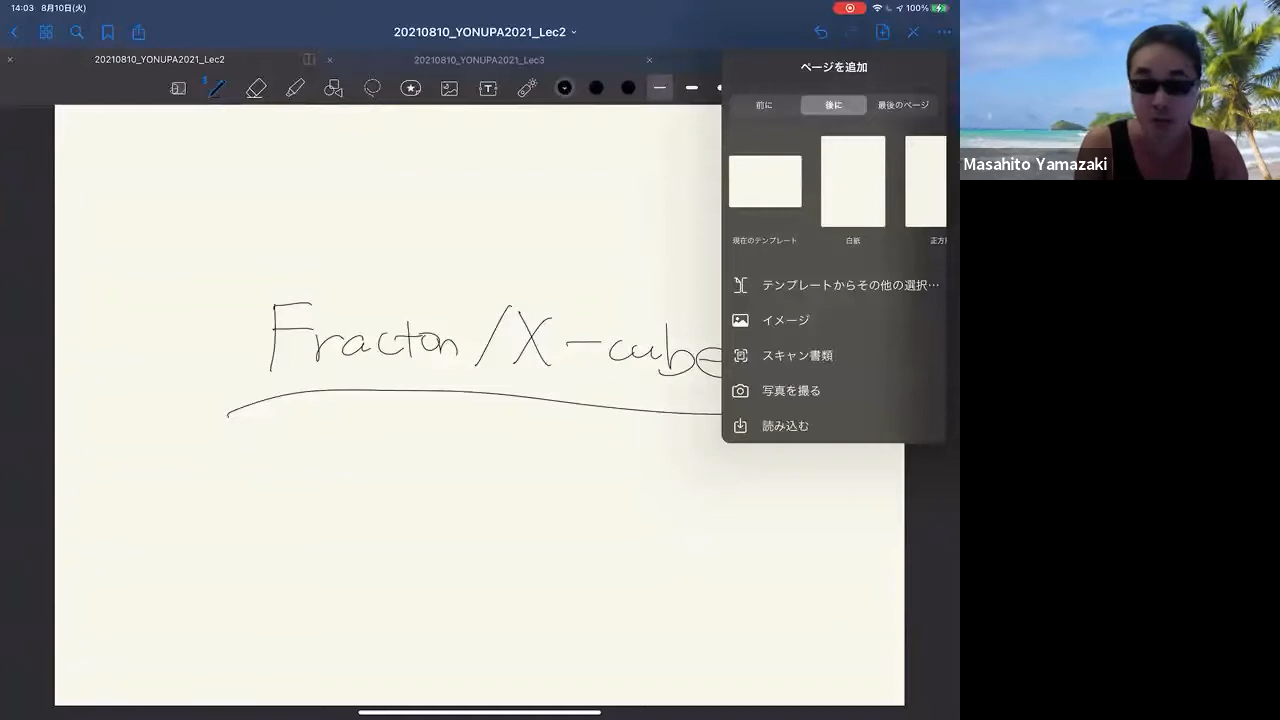 14:03 8月10日(火)
100%
20210810_YONUPA2021_Lec2
20210810_YONUPA2021_Lec2
20210810_YONUPA2021_Lec3
ページを追加
前に 後に 最後のページ
現在のテンプレート 白紙 正方
テンプレートからその他の選択…
イメージ
スキャン書類
写真を撮る
読み込む
Fracton/X-cube
Masahito Yamazaki